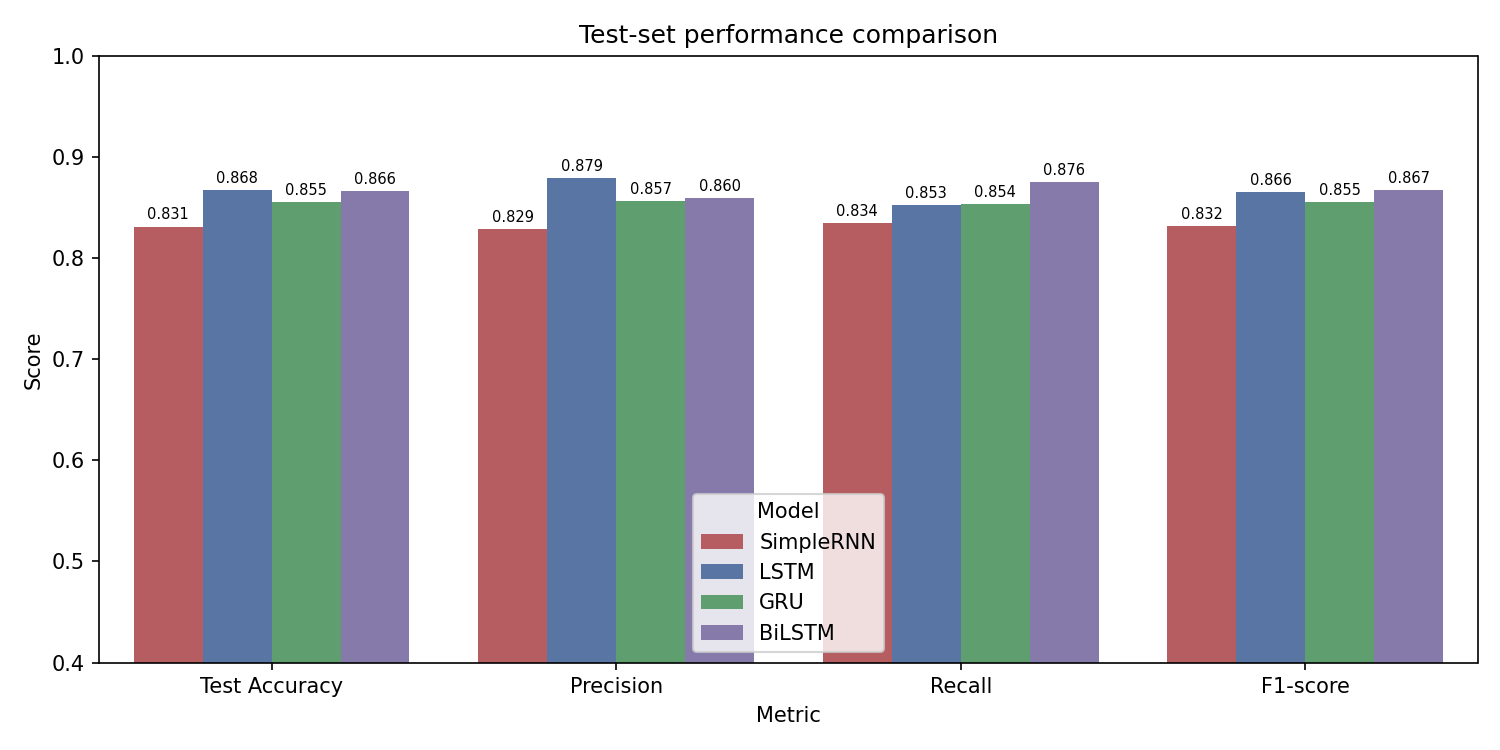 Test-set performance comparison
1.0
0.9
0.8
0.7
0.6
0.5
0.4
Score
0.831
0.868
0.855
0.866
0.829
0.879
0.857
0.860
0.834
0.853
0.854
0.876
0.832
0.866
0.855
0.867
Model
SimpleRNN
LSTM
GRU
BiLSTM
Test Accuracy
Precision
Recall
F1-score
Metric